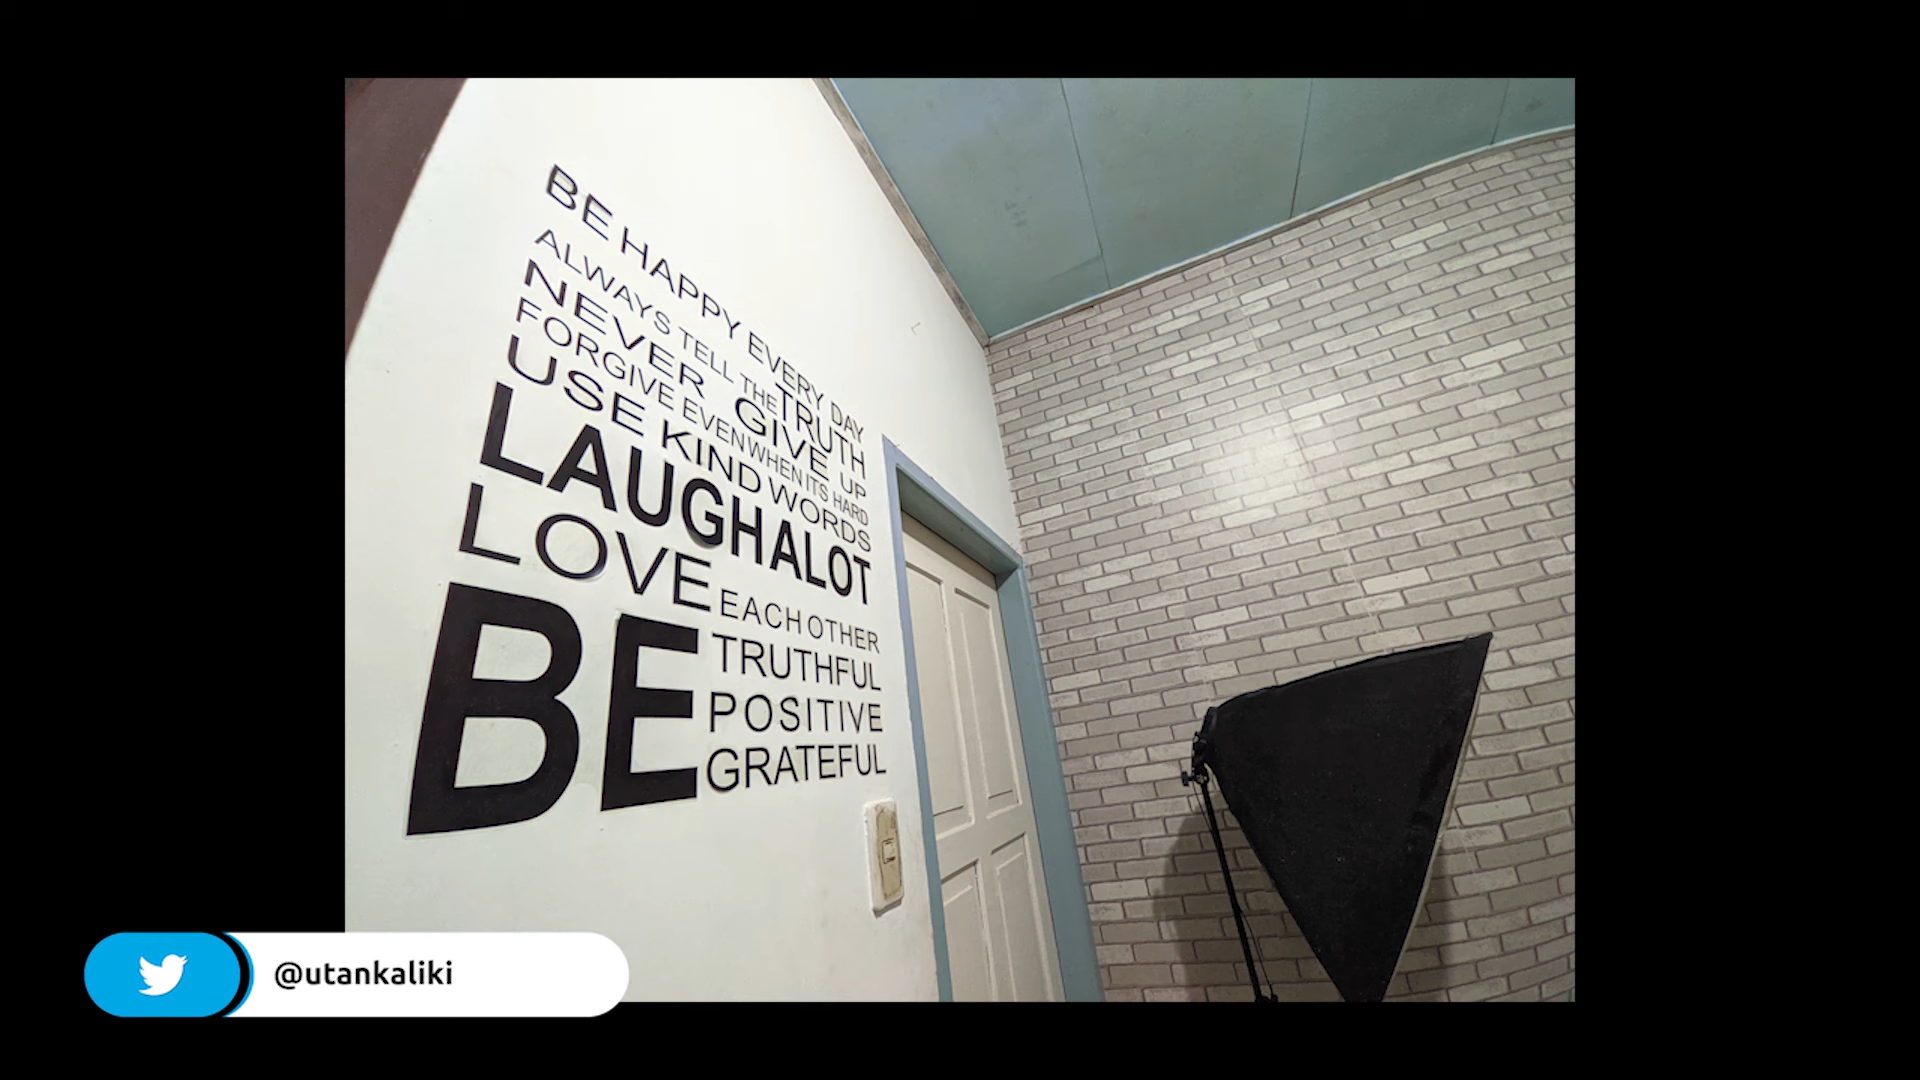 BE HAPPY EVERY DAY
ALWAYS TELL THE TRUTH
NEVER GIVE UP
FORGIVE EVEN WHEN ITS HARD
USE KIND WORDS
LAUGHALOT
LOVE EACH OTHER
BE TRUTHFUL
POSITIVE
GRATEFUL
@utankaliki